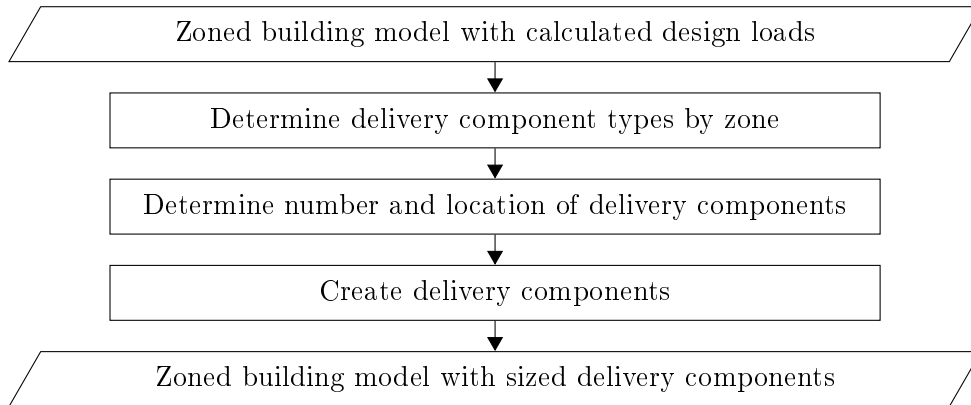 Zoned building model with calculated design loads
Determine delivery component types by zone
Determine number and location of delivery components
Create delivery components
Zoned building model with sized delivery components